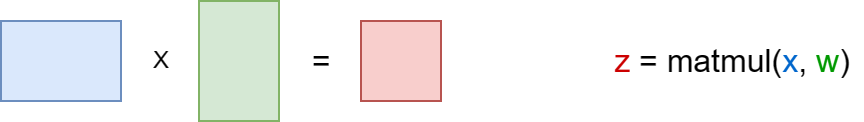 x = z = matmul(x, w)